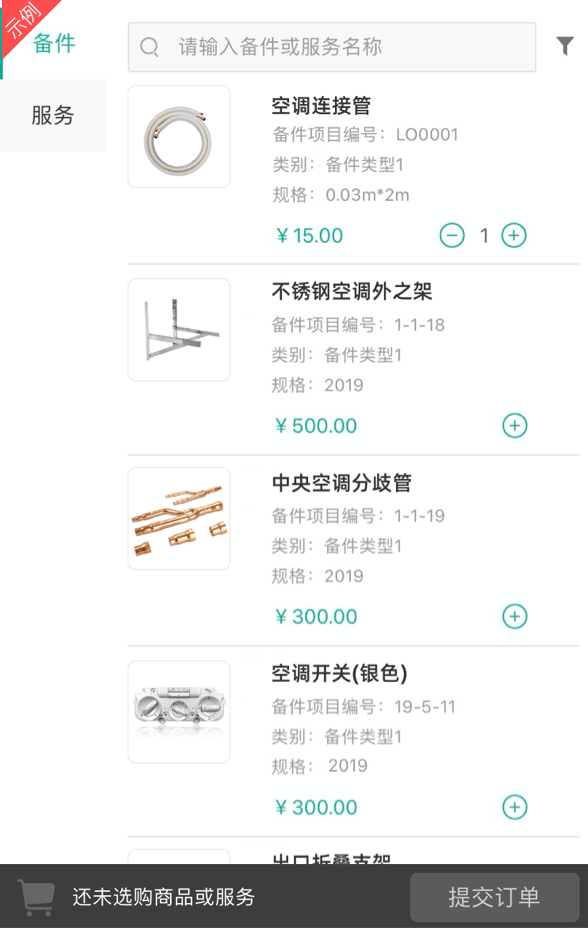 示例
备件
服务
请输入备件或服务名称
空调连接管
备件项目编号：LO0001
类别：备件类型1
规格：0.03m*2m
￥15.00
1
不锈钢空调外之架
备件项目编号：1-1-18
类别：备件类型1
规格：2019
￥500.00
中央空调分歧管
备件项目编号：1-1-19
类别：备件类型1
规格：2019
￥300.00
空调开关(银色)
备件项目编号：19-5-11
类别：备件类型1
规格： 2019
￥300.00
出口折叠支架
还未选购商品或服务
提交订单